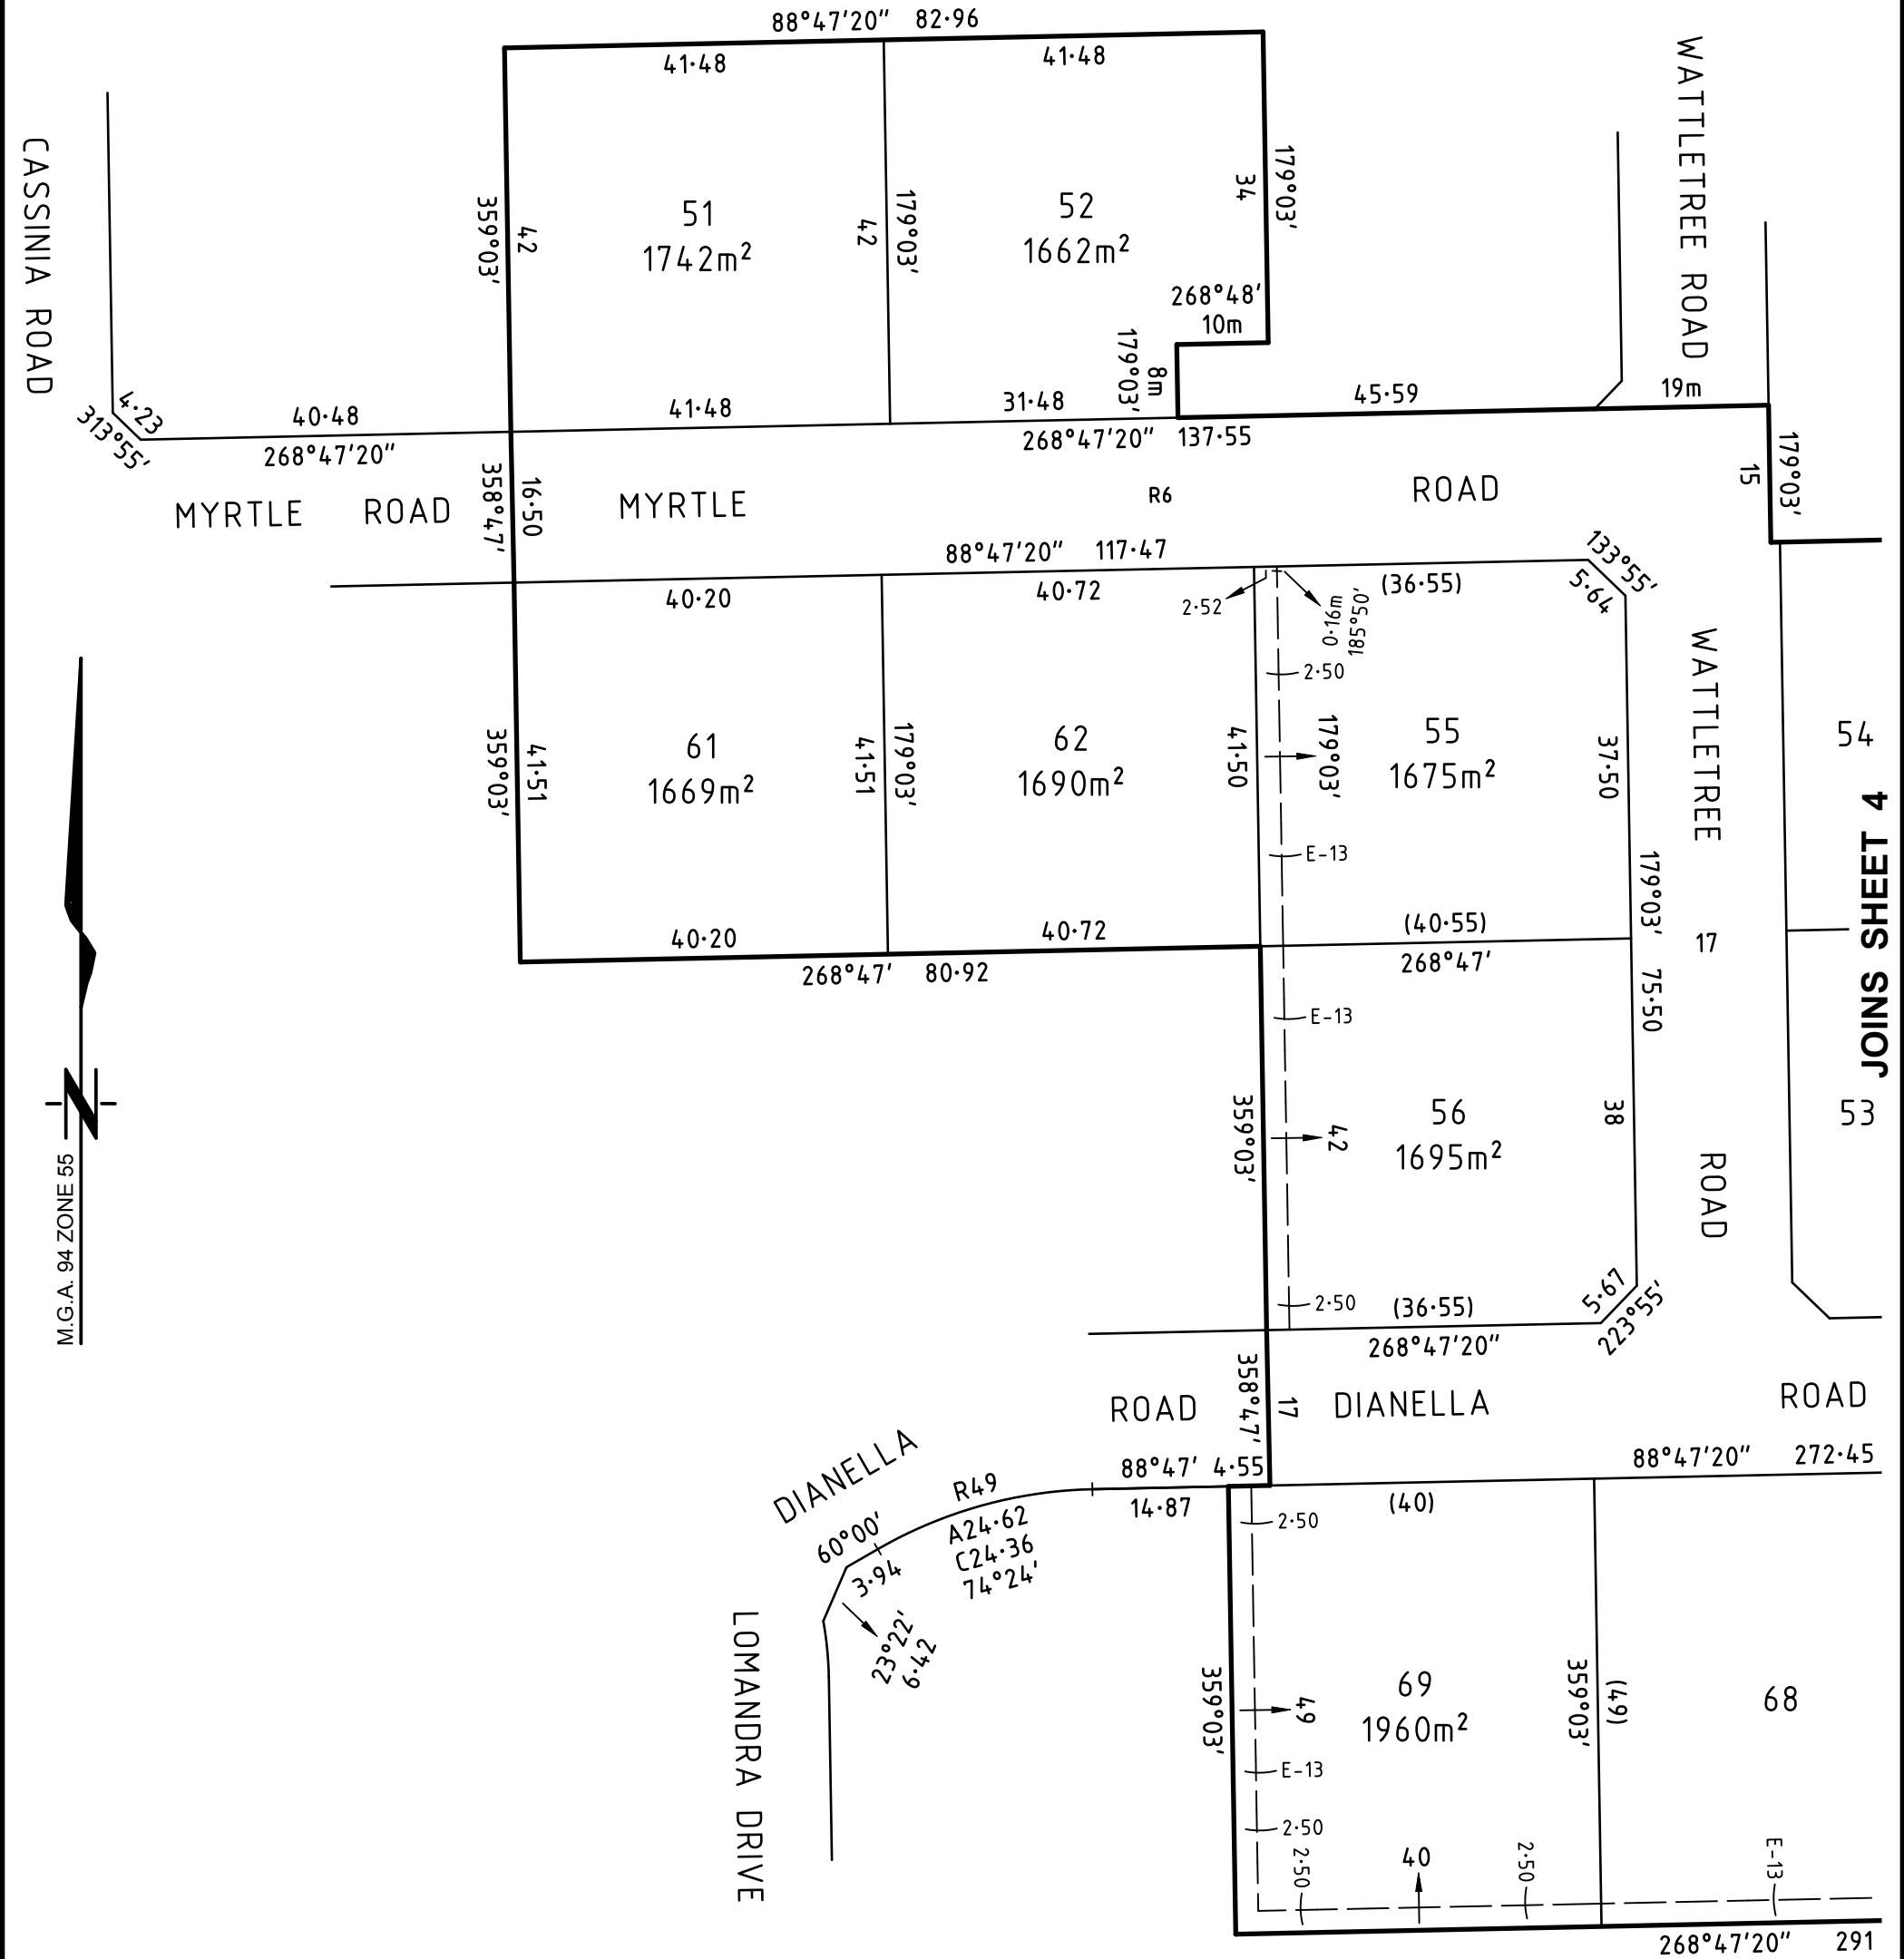 88°47'20" 82·96
41·48
41·48
WATTLETREE ROAD
CASSINIA ROAD
359°03'
42
51
1742m²
42
179°03'
52
1662m²
34
179°03'
268°48'
10m
8m
179°03'
45·59
19m
4·23
313°55'
40·48
268°47'20"
41·48
31·48
268°47'20" 137·55
179°03'
15
MYRTLE ROAD
358°47'
16·50
MYRTLE
R6
ROAD
88°47'20" 117·47
40·20
40·72
(36·55)
133°55'
5·64
2·52
0·16m
185°50'
2·50
359°03'
41·51
61
1669m²
41·51
179°03'
62
1690m²
41·50
179°03'
55
1675m²
37·50
WATTLETREE
54
E-13
179°03' 75·50
17
JOINS SHEET 4
40·20
40·72
(40·55)
268°47' 80·92
268°47'
E-13
359°03'
42
56
1695m²
38
53
ROAD
M.G.A. 94 ZONE 55
2·50
(36·55)
5·67
223°55'
268°47'20"
358°47'
17
ROAD
DIANELLA
ROAD
DIANELLA
88°47' 4·55
88°47'20" 272·45
R49
14·87
(40)
A24·62
C24·36
74°24'
60°00'
3·94
2·50
23°22'
6·42
LOMANDRA DRIVE
359°03'
49
69
1960m²
359°03'
(49)
68
E-13
2·50
2·50
40
2·50
E-13
268°47'20" 291